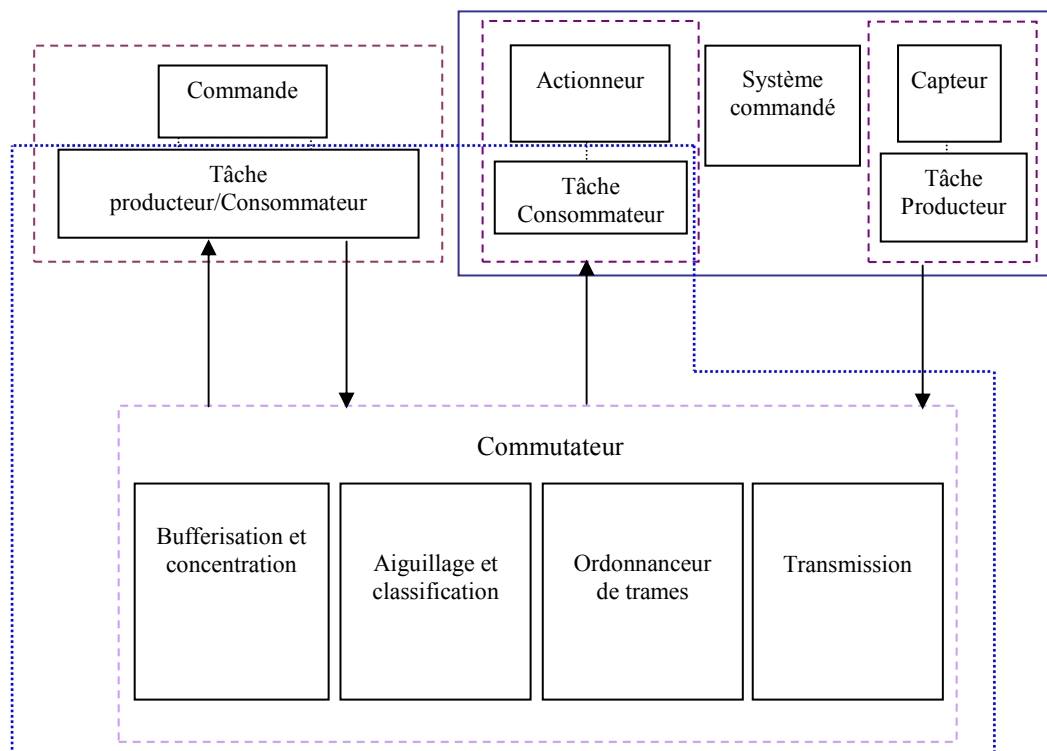 Commande
Tâche
producteur/Consommateur
Actionneur
Tâche
Consommateur
Système
commandé
Capteur
Tâche
Producteur
Commutateur
Bufferisation et
concentration
Aiguillage et
classification
Ordonnanceur
de trames
Transmission